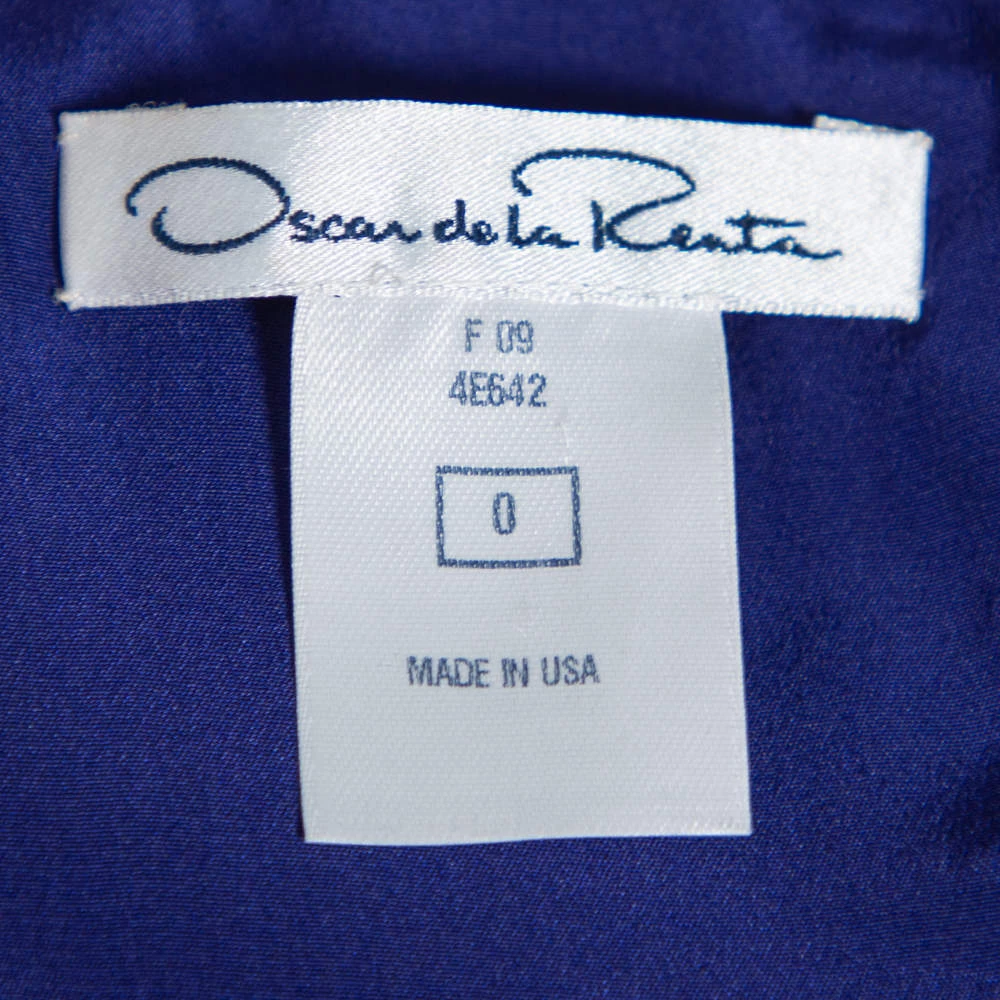 Oscar de la Renta
F 09
4E642
0
MADE IN USA